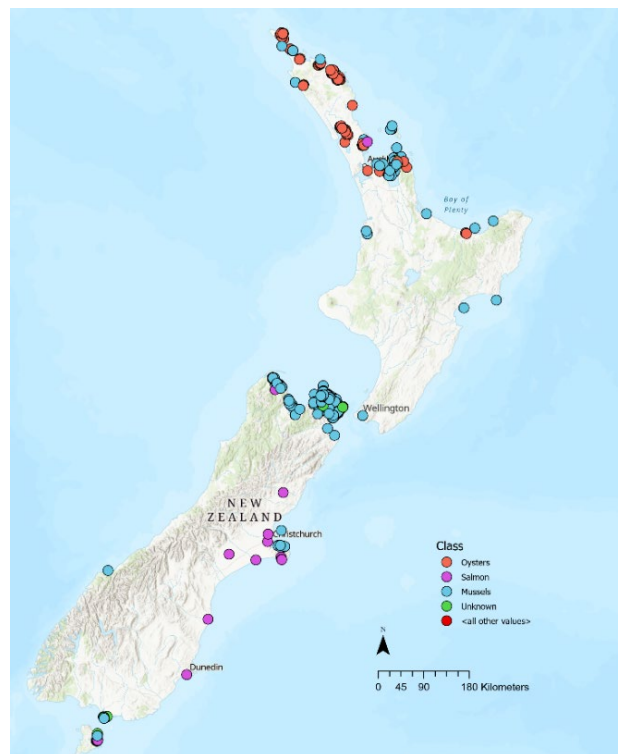 Bay of
Plenty
Wellington
NEW
ZEALAND
Christchurch
Class
Oysters
Salmon
Mussels
Unknown
<all other values>
N
Dunedin
0 45 90 180 Kilometers